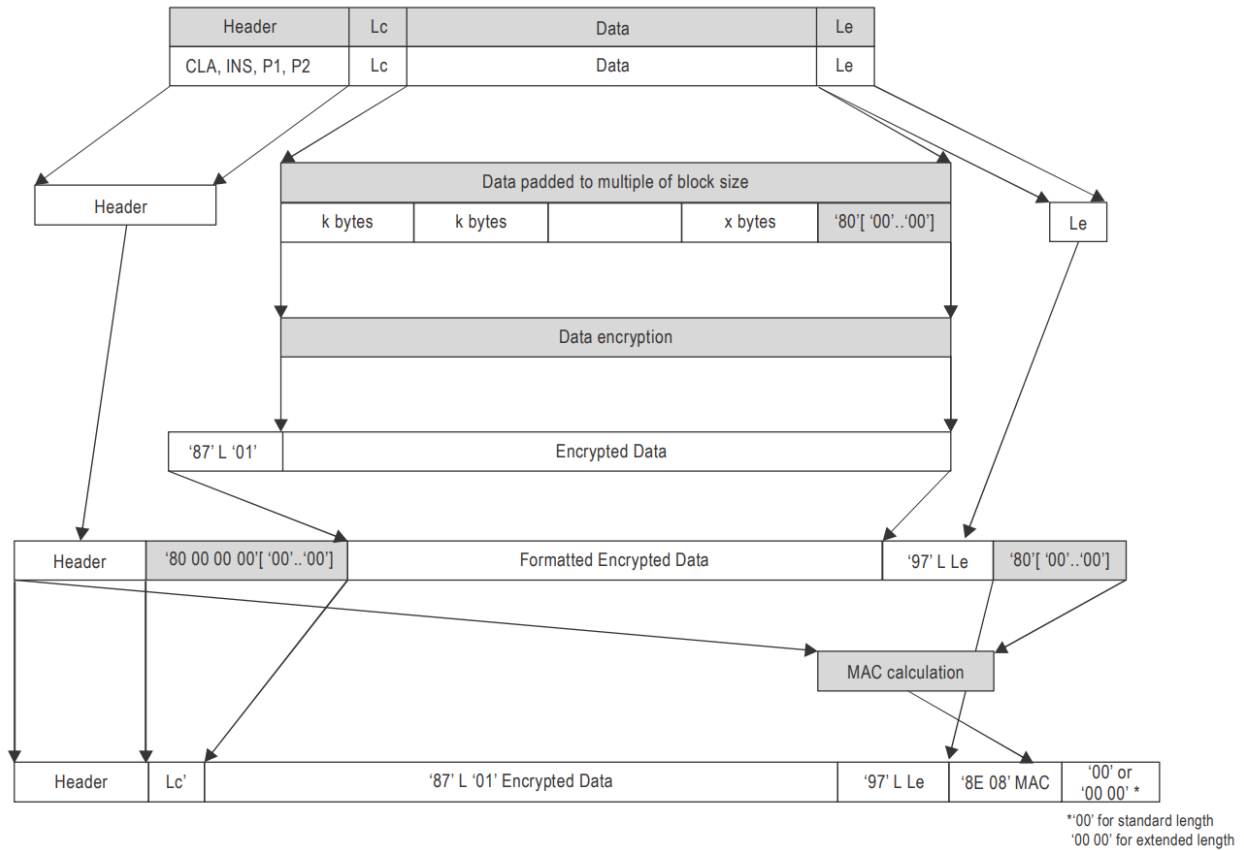 Header Lc Data Le
CLA, INS, P1, P2 Lc Data Le
Data padded to multiple of block size
Header
k bytes k bytes x bytes ‘80’[ ‘00’..‘00’]
Le
Data encryption
‘87’ L ‘01’ Encrypted Data
Header ‘80 00 00 00’[ ‘00’..‘00’] Formatted Encrypted Data ‘97’ L Le ‘80’[ ‘00’..‘00’]
MAC calculation
Header Lc’ ‘87’ L ‘01’ Encrypted Data ‘97’ L Le ‘8E 08’ MAC ‘00’ or
‘00 00’ *
*‘00’ for standard length
‘00 00’ for extended length